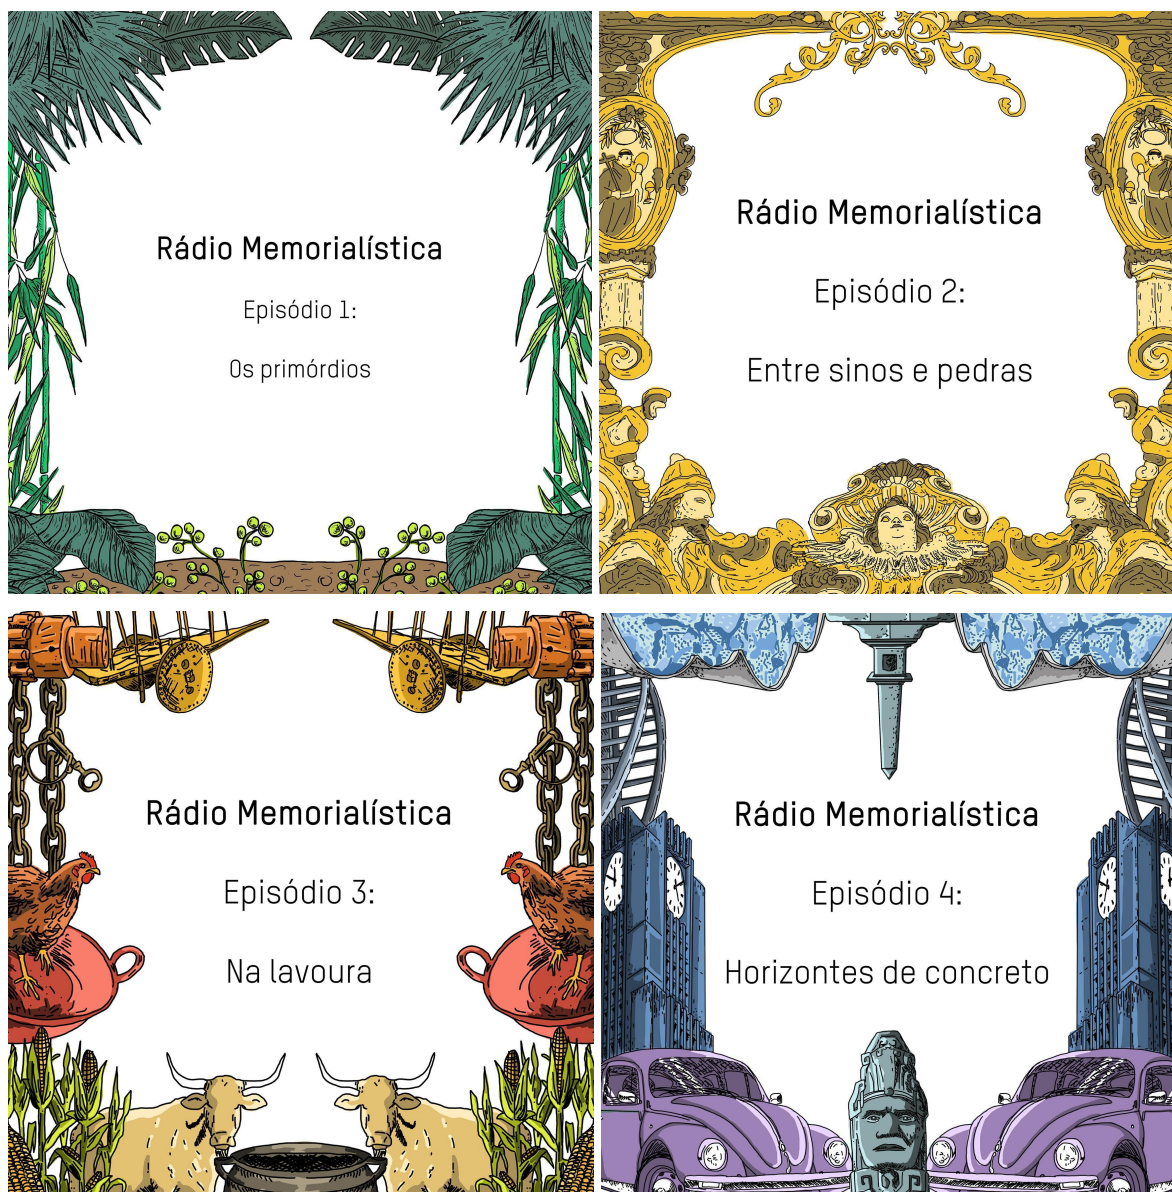 Rádio Memorialística
Episódio 1:
Os primórdios
Rádio Memorialística
Episódio 2:
Entre sinos e pedras
Rádio Memorialística
Episódio 3:
Na lavoura
Rádio Memorialística
Episódio 4:
Horizontes de concreto